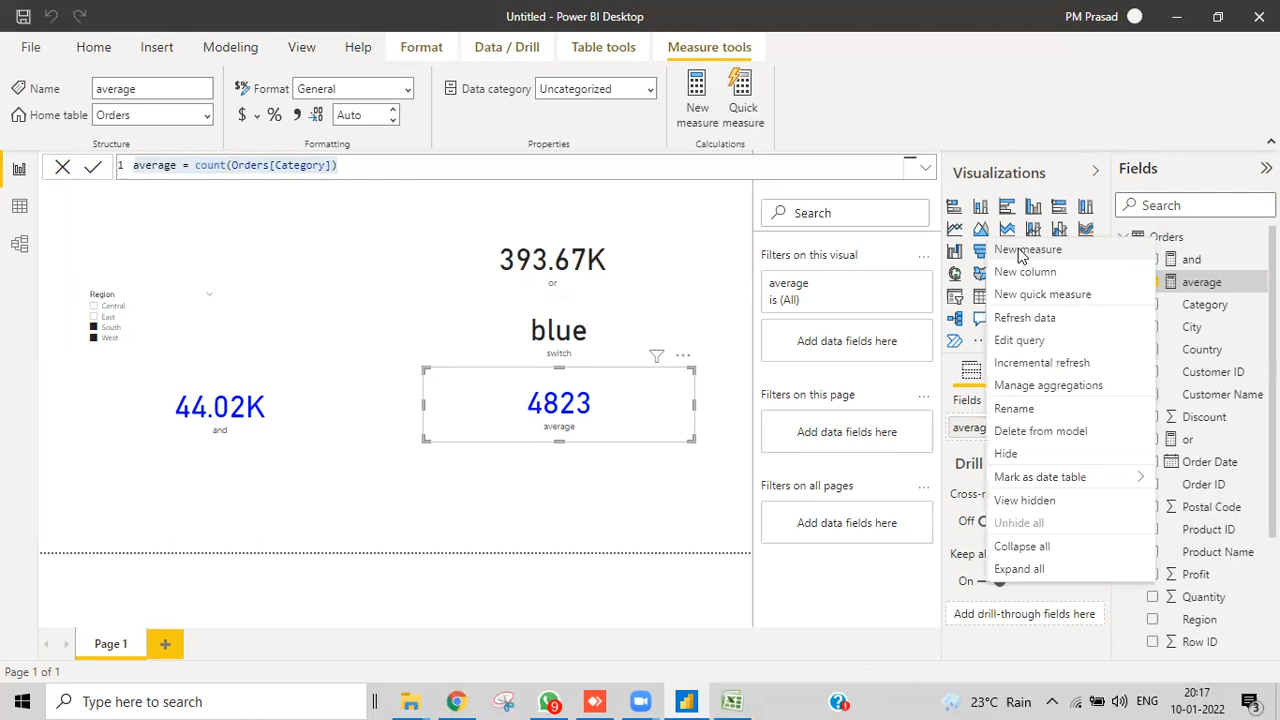 Untitled - Power BI Desktop
PM Prasad
File
Home
Insert
Modeling
View
Help
Format
Data / Drill
Table tools
Measure tools
Name
average
Home table
Orders
Structure
Format
General
$
%
Auto
Formatting
Data category
Uncategorized
Properties
New measure
Quick measure
Calculations
1 average = count(Orders[Category])
Region
Central
East
South
West
44.02K
and
393.67K
or
blue
switch
4823
average
Search
Filters on this visual
average
is (All)
Add data fields here
Filters on this page
Add data fields here
Filters on all pages
Add data fields here
Visualizations
Fields
Drill
Off
On
Add drill-through fields here
New measure
New column
New quick measure
Refresh data
Edit query
Incremental refresh
Manage aggregations
Rename
Delete from model
Hide
Mark as date table
View hidden
Unhide all
Collapse all
Expand all
Fields
Search
Orders
and
average
Category
City
Country
Customer ID
Customer Name
Discount
or
Order Date
Order ID
Postal Code
Product ID
Product Name
Profit
Quantity
Region
Row ID
Page 1
Page 1 of 1
Type here to search
9
23°C Rain
ENG
20:17
10-01-2022
3